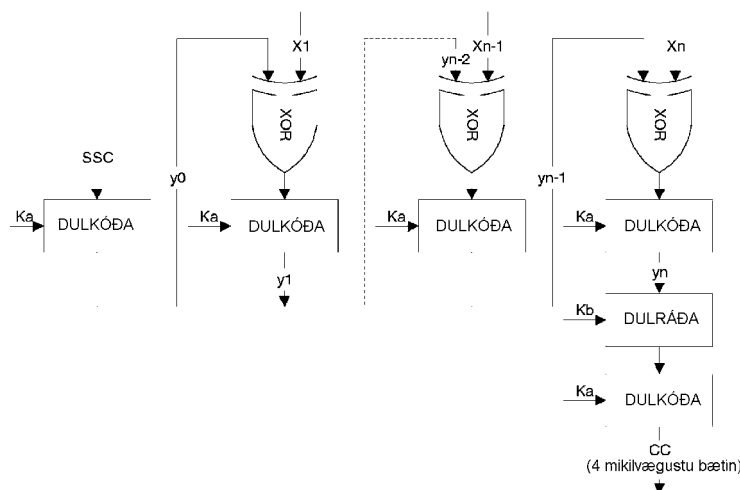 X1
Xn-1
Xn
yn-2
XOR
XOR
XOR
SSC
y0
yn-1
Ka
DULKÓÐA
Ka
DULKÓÐA
Ka
DULKÓÐA
Ka
DULKÓÐA
y1
yn
Kb
DULRÁÐA
Ka
DULKÓÐA
CC
(4 mikilvægustu bætin)